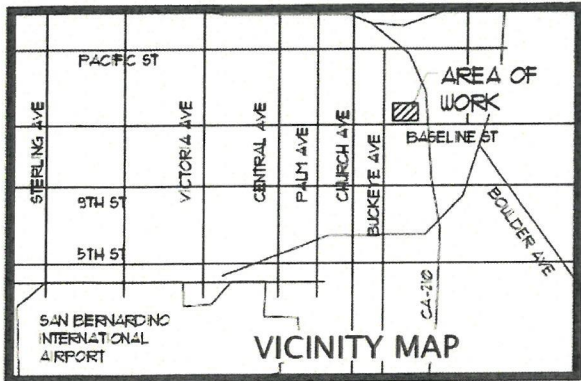 PACIFIC ST
AREA OF
WORK
BASELINE ST
STERLING AVE
VICTORIA AVE
CENTRAL AVE
PALM AVE
CHURCH AVE
BUCKEYE AVE
9TH ST
BOULDER AVE
5TH ST
CA-210
SAN BERNARDINO
INTERNATIONAL
AIRPORT
VICINITY MAP